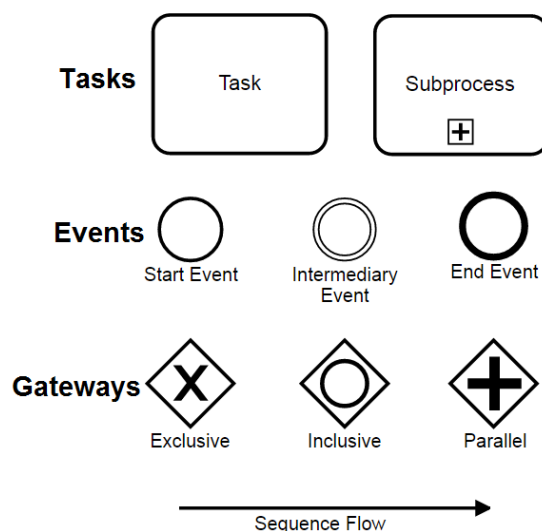 Tasks
Task
Subprocess
Events
Start Event
Intermediary
Event
End Event
Gateways
X
Exclusive
Inclusive
Parallel
Sequence Flow